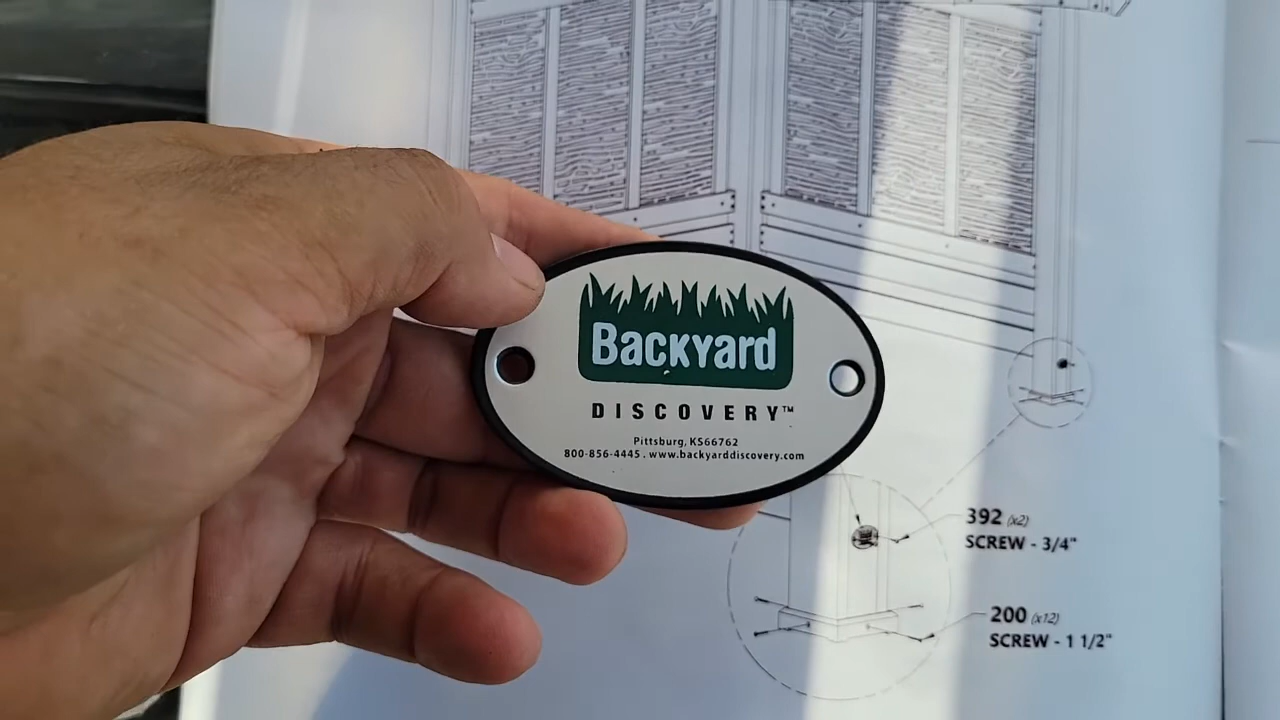 Backyard
DISCOVERY™
Pittsburg, KS66762
800-856-4445 . www.backyarddiscovery.com
392 (x2)
SCREW - 3/4"
200 (x12)
SCREW - 1 1/2"